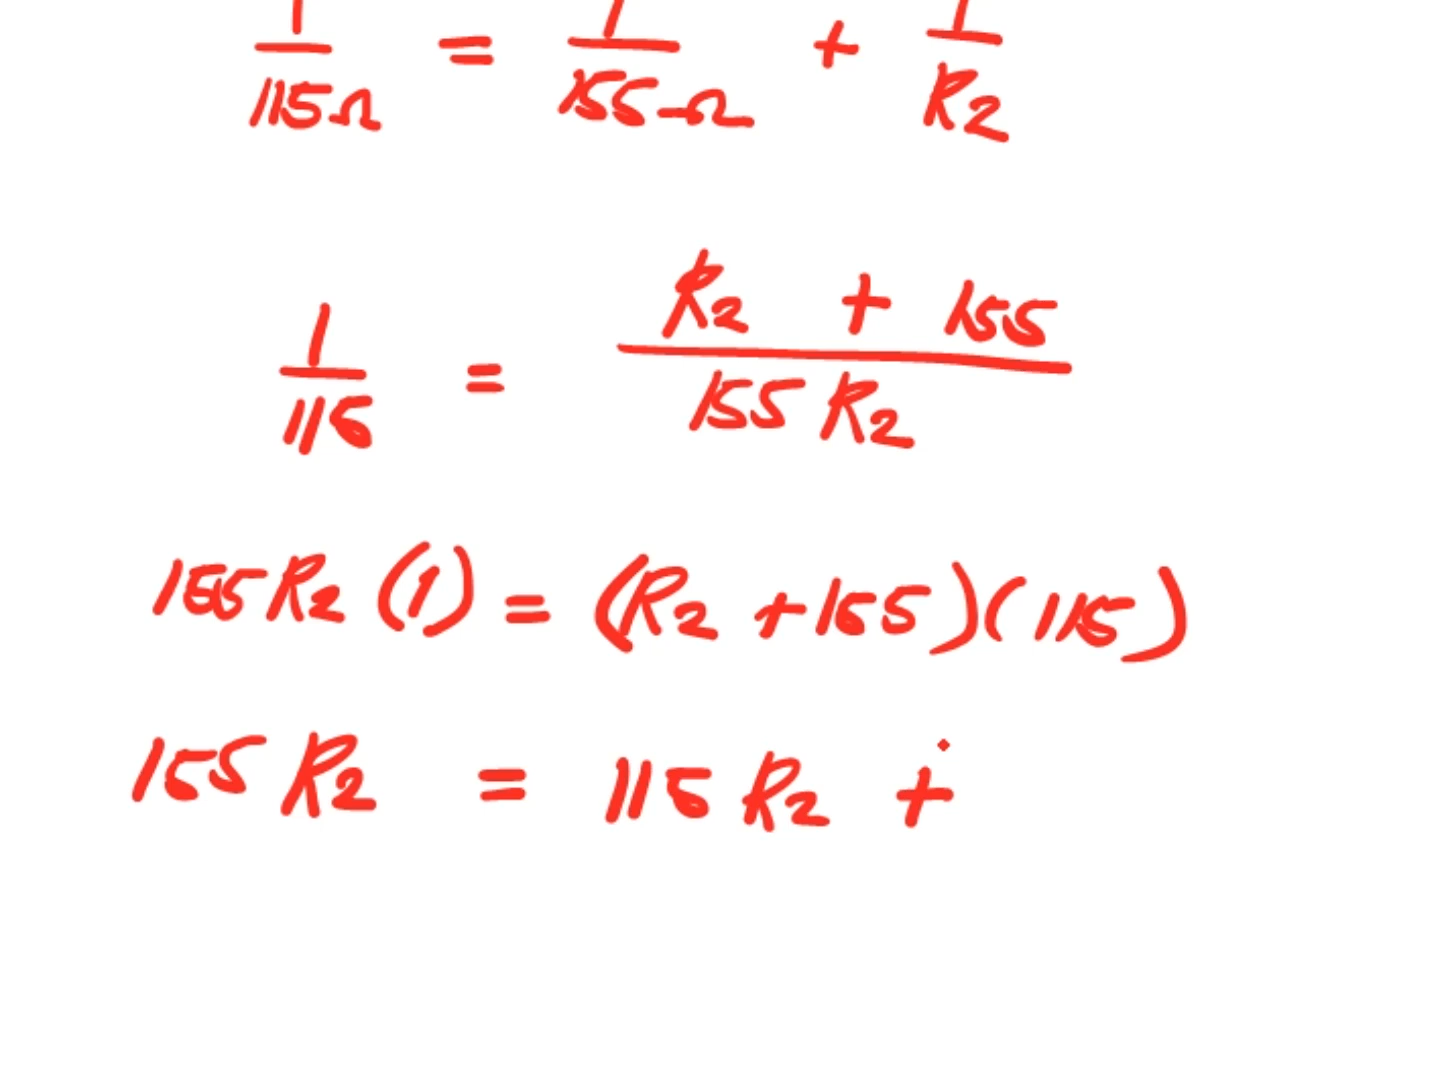 1/115Ω = 1/155Ω + 1/R₂
1/115 = (R₂ + 155)/(155 R₂)
155 R₂ (1) = (R₂ + 155)(115)
155 R₂ = 115 R₂ +